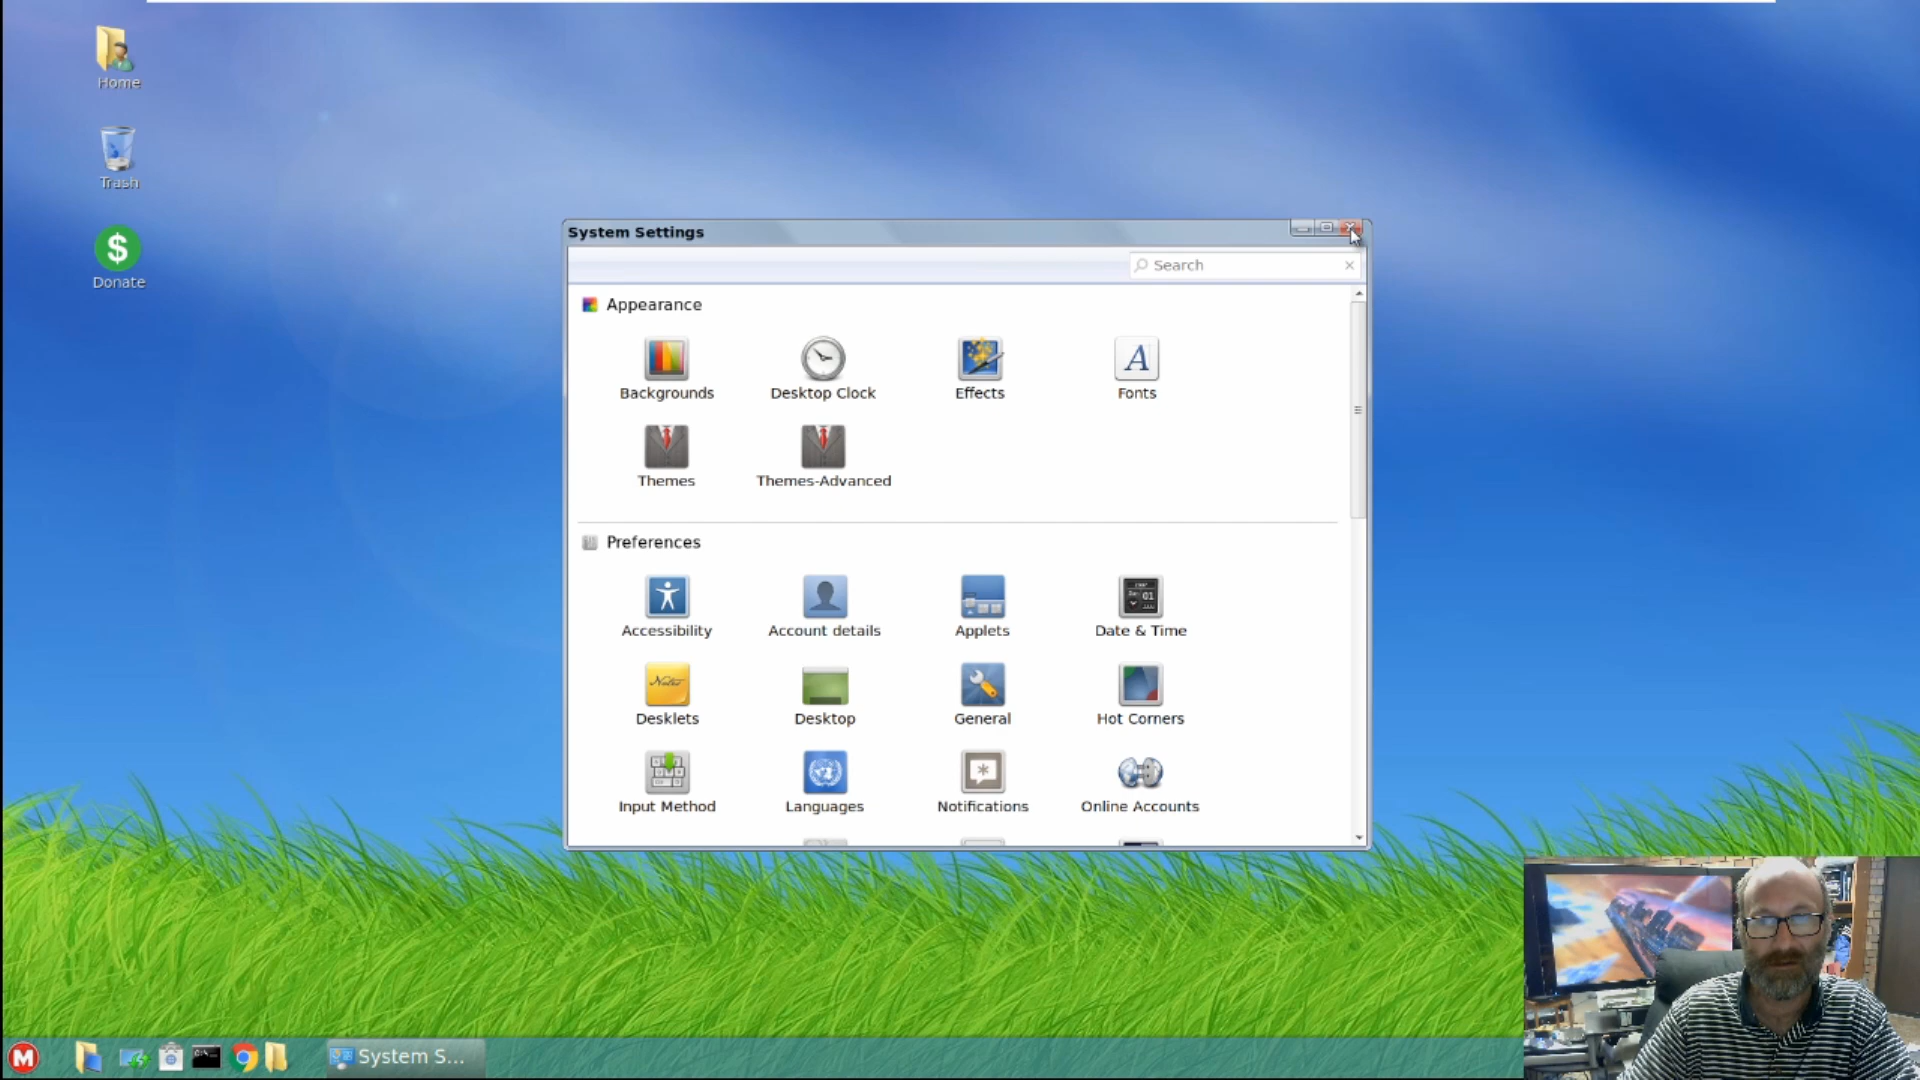 Home
Trash
Donate
System Settings
Search
Appearance
Backgrounds
Desktop Clock
Effects
Fonts
Themes
Themes-Advanced
Preferences
Accessibility
Account details
Applets
Date & Time
Desklets
Desktop
General
Hot Corners
Input Method
Languages
Notifications
Online Accounts
System S...